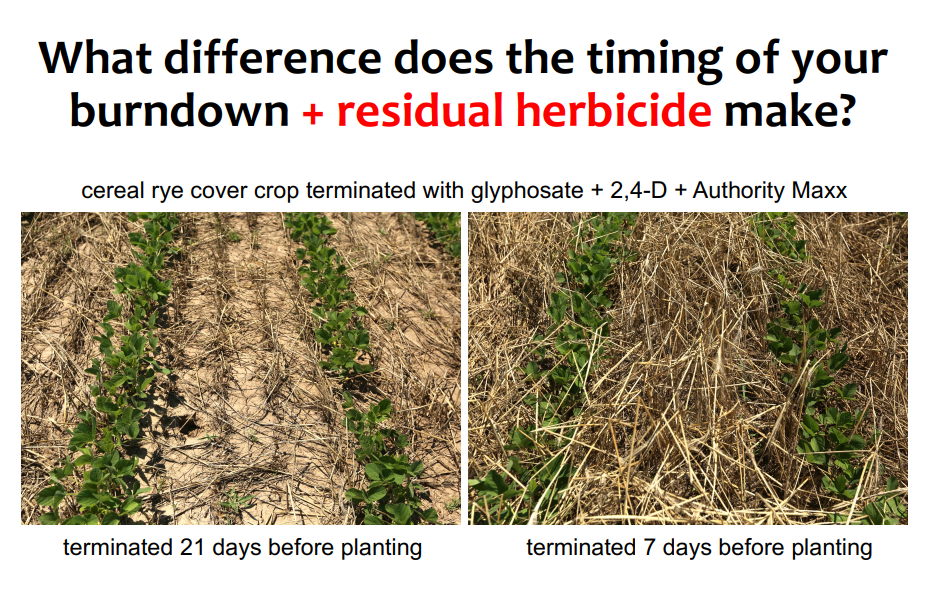 What difference does the timing of your
burndown + residual herbicide make?
cereal rye cover crop terminated with glyphosate + 2,4-D + Authority Maxx
terminated 21 days before planting
terminated 7 days before planting